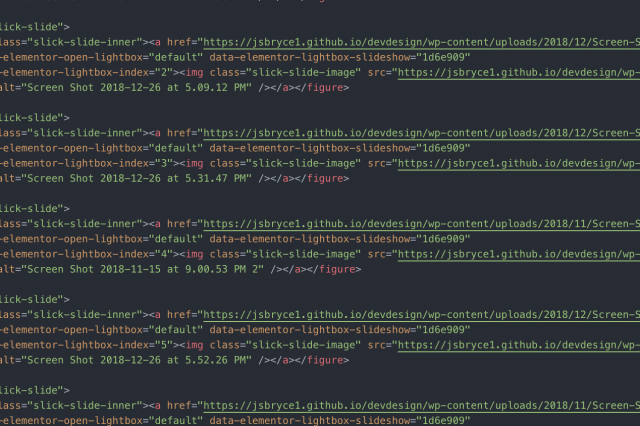 lick-slide">
lass="slick-slide-inner"><a href="https://jsbryce1.github.io/devdesign/wp-content/uploads/2018/12/Screen-S
-elementor-open-lightbox="default" data-elementor-lightbox-slideshow="1d6e909"
-elementor-lightbox-index="2"><img class="slick-slide-image" src="https://jsbryce1.github.io/devdesign/wp-
alt="Screen Shot 2018-12-26 at 5.09.12 PM" /></a></figure>
lick-slide">
lass="slick-slide-inner"><a href="https://jsbryce1.github.io/devdesign/wp-content/uploads/2018/12/Screen-S
-elementor-open-lightbox="default" data-elementor-lightbox-slideshow="1d6e909"
-elementor-lightbox-index="3"><img class="slick-slide-image" src="https://jsbryce1.github.io/devdesign/wp-
alt="Screen Shot 2018-12-26 at 5.31.47 PM" /></a></figure>
lick-slide">
lass="slick-slide-inner"><a href="https://jsbryce1.github.io/devdesign/wp-content/uploads/2018/11/Screen-S
-elementor-open-lightbox="default" data-elementor-lightbox-slideshow="1d6e909"
-elementor-lightbox-index="4"><img class="slick-slide-image" src="https://jsbryce1.github.io/devdesign/wp-
alt="Screen Shot 2018-11-15 at 9.00.53 PM 2" /></a></figure>
lick-slide">
lass="slick-slide-inner"><a href="https://jsbryce1.github.io/devdesign/wp-content/uploads/2018/12/Screen-S
-elementor-open-lightbox="default" data-elementor-lightbox-slideshow="1d6e909"
-elementor-lightbox-index="5"><img class="slick-slide-image" src="https://jsbryce1.github.io/devdesign/wp-
alt="Screen Shot 2018-12-26 at 5.52.26 PM" /></a></figure>
lick-slide">
lass="slick-slide-inner"><a href="https://jsbryce1.github.io/devdesign/wp-content/uploads/2018/11/Screen-S
-elementor-open-lightbox="default" data-elementor-lightbox-slideshow="1d6e909"